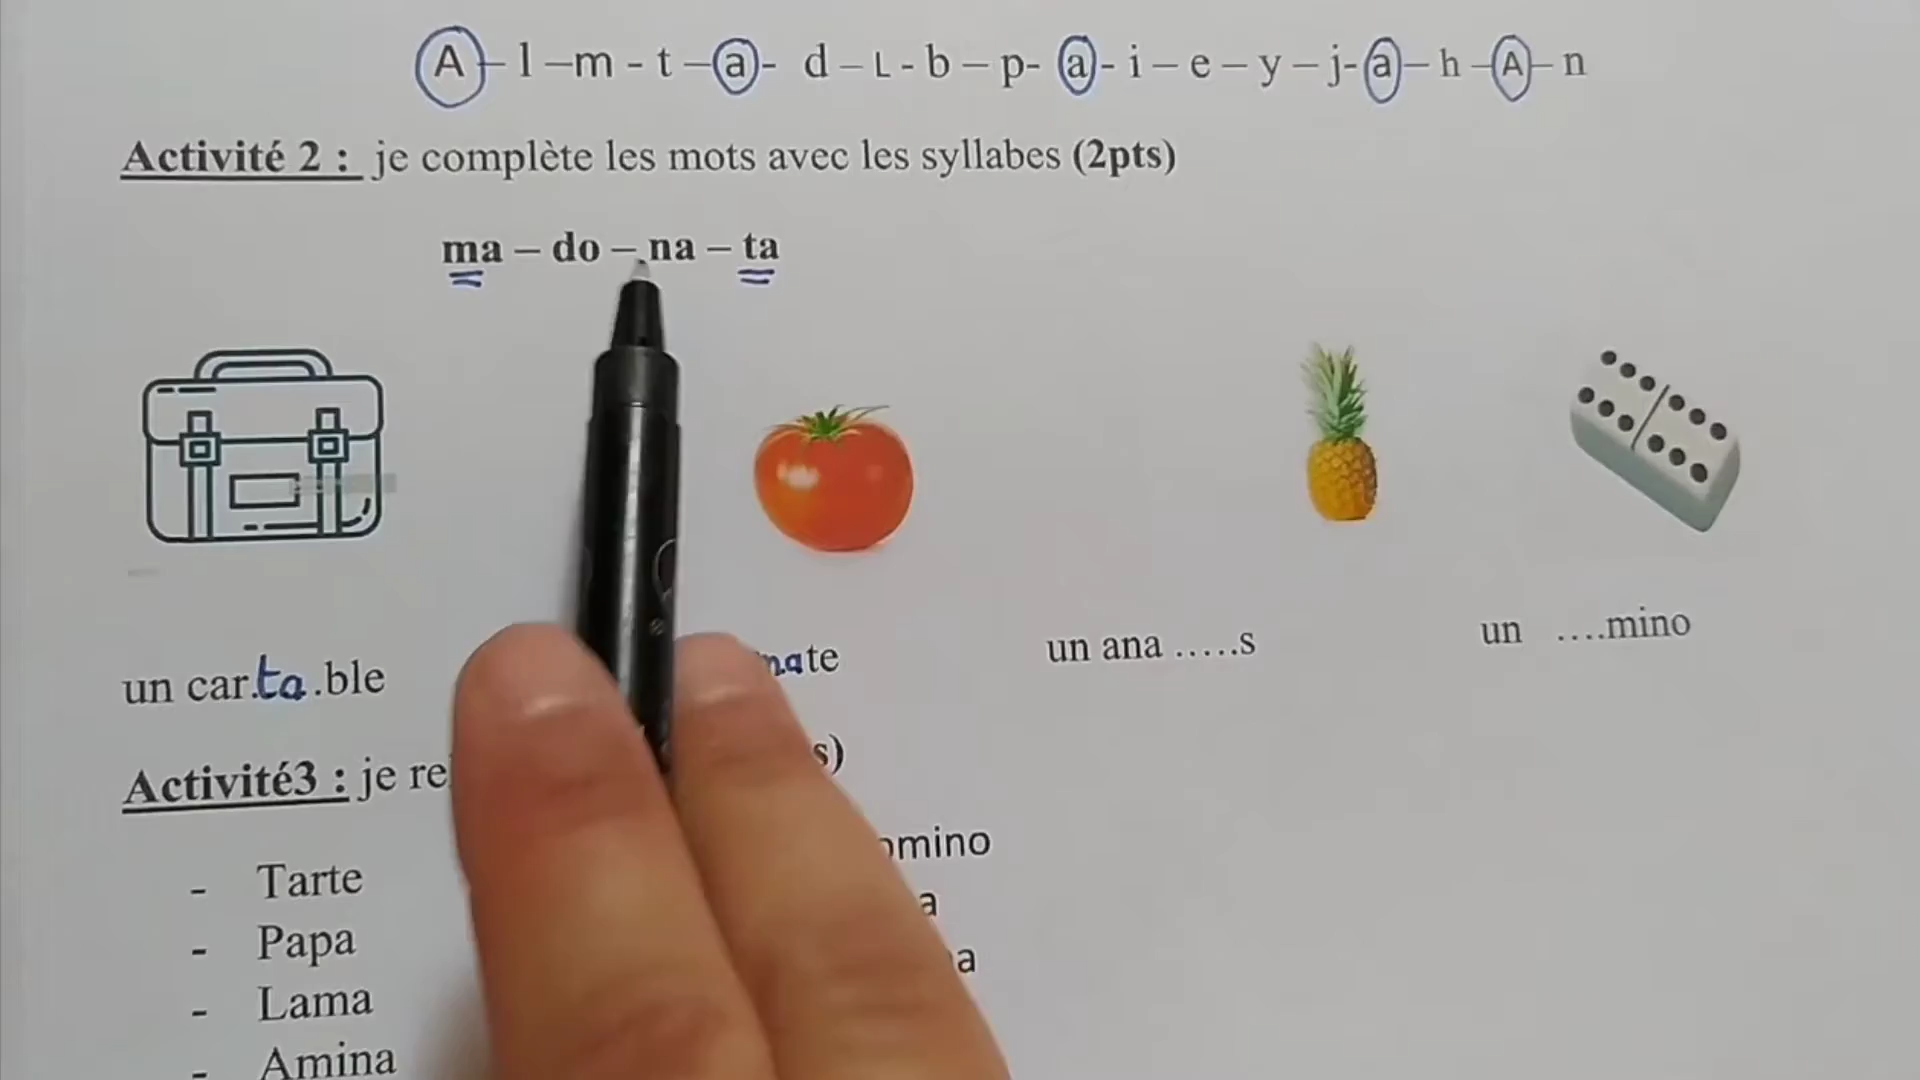 A – l – m - t – a - d – L - b – p- a - i – e – y – j- a – h – A – n
Activité 2 : je complète les mots avec les syllabes (2pts)
ma – do – na – ta
un car.ta.ble
mate
un ana .....s
un ....mino
Activité3 : je re
s)
- Tarte
omino
- Papa
a
- Lama
a
- Amina